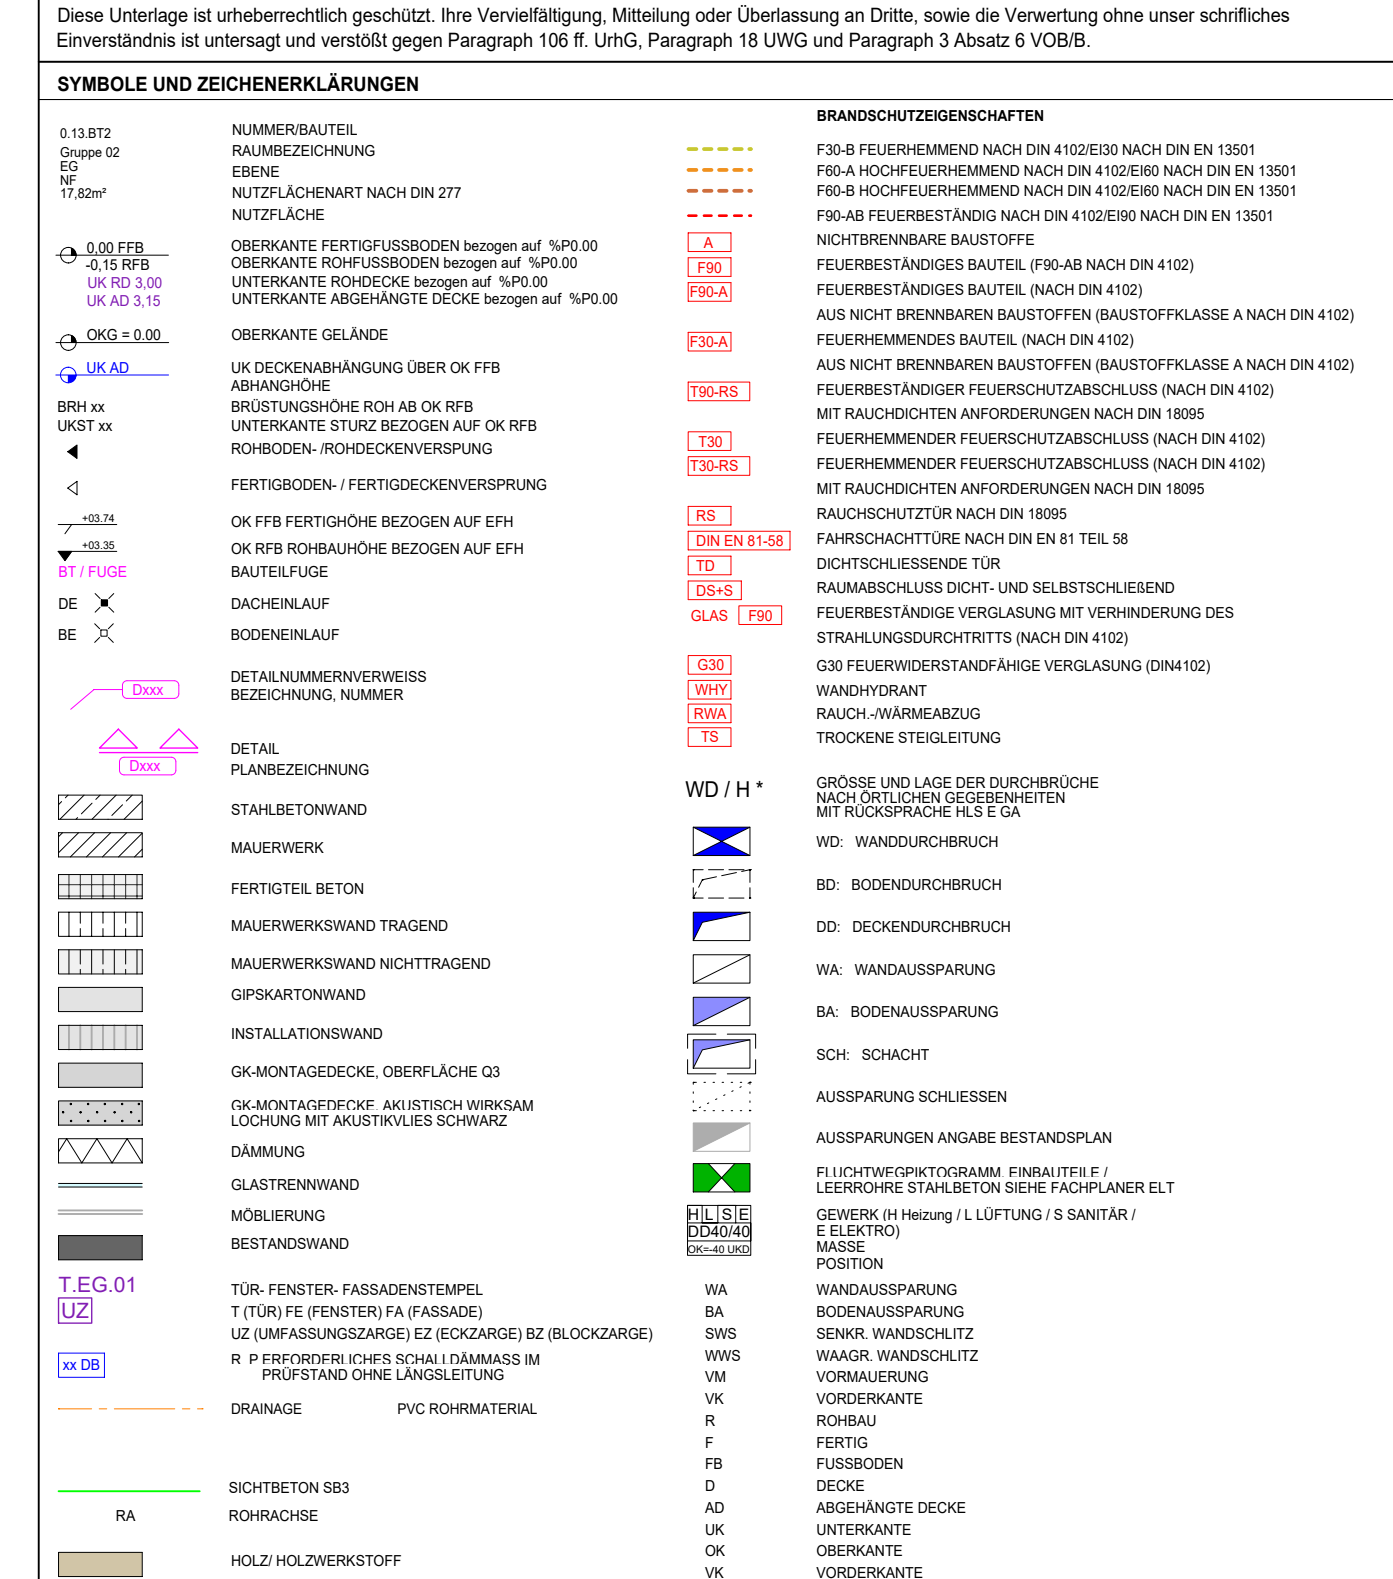 Diese Unterlage ist urheberrechtlich geschützt. Ihre Vervielfältigung, Mitteilung oder Überlassung an Dritte, sowie die Verwertung ohne unser schrifliches
Einverständnis ist untersagt und verstößt gegen Paragraph 106 ff. UrhG, Paragraph 18 UWG und Paragraph 3 Absatz 6 VOB/B.
SYMBOLE UND ZEICHENERKLÄRUNGEN
0.13.BT2 NUMMER/BAUTEIL
Gruppe 02 RAUMBEZEICHNUNG
EG EBENE
NF NUTZFLÄCHENART NACH DIN 277
17,82m² NUTZFLÄCHE
0,00 FFB OBERKANTE FERTIGFUSSBODEN bezogen auf %P0.00
-0,15 RFB OBERKANTE ROHFUSSBODEN bezogen auf %P0.00
UK RD 3,00 UNTERKANTE ROHDECKE bezogen auf %P0.00
UK AD 3,15 UNTERKANTE ABGEHÄNGTE DECKE bezogen auf %P0.00
OKG = 0.00 OBERKANTE GELÄNDE
UK AD UK DECKENABHÄNGUNG ÜBER OK FFB
ABHANGHÖHE
BRH xx BRÜSTUNGSHÖHE ROH AB OK RFB
UKST xx UNTERKANTE STURZ BEZOGEN AUF OK RFB
ROHBODEN- /ROHDECKENVERSPUNG
FERTIGBODEN- / FERTIGDECKENVERSPRUNG
+03.74 OK FFB FERTIGHÖHE BEZOGEN AUF EFH
+03.35 OK RFB ROHBAUHÖHE BEZOGEN AUF EFH
BT / FUGE BAUTEILFUGE
DE DACHEINLAUF
BE BODENEINLAUF
DETAILNUMMERNVERWEISS
Dxxx BEZEICHNUNG, NUMMER
DETAIL
Dxxx PLANBEZEICHNUNG
STAHLBETONWAND
MAUERWERK
FERTIGTEIL BETON
MAUERWERKSWAND TRAGEND
MAUERWERKSWAND NICHTTRAGEND
GIPSKARTONWAND
INSTALLATIONSWAND
GK-MONTAGEDECKE, OBERFLÄCHE Q3
GK-MONTAGEDECKE, AKUSTISCH WIRKSAM
LOCHUNG MIT AKUSTIKVLIES SCHWARZ
DÄMMUNG
GLASTRENNWAND
MÖBLIERUNG
BESTANDSWAND
T.EG.01 TÜR- FENSTER- FASSADENSTEMPEL
UZ T (TÜR) FE (FENSTER) FA (FASSADE)
UZ (UMFASSUNGSZARGE) EZ (ECKZARGE) BZ (BLOCKZARGE)
xx DB R P ERFORDERLICHES SCHALLDÄMMASS IM
PRÜFSTAND OHNE LÄNGSLEITUNG
DRAINAGE PVC ROHRMATERIAL
SICHTBETON SB3
RA ROHRACHSE
HOLZ/ HOLZWERKSTOFF
BRANDSCHUTZEIGENSCHAFTEN
F30-B FEUERHEMMEND NACH DIN 4102/EI30 NACH DIN EN 13501
F60-A HOCHFEUERHEMMEND NACH DIN 4102/EI60 NACH DIN EN 13501
F60-B HOCHFEUERHEMMEND NACH DIN 4102/EI60 NACH DIN EN 13501
F90-AB FEUERBESTÄNDIG NACH DIN 4102/EI90 NACH DIN EN 13501
A NICHTBRENNBARE BAUSTOFFE
F90 FEUERBESTÄNDIGES BAUTEIL (F90-AB NACH DIN 4102)
F90-A FEUERBESTÄNDIGES BAUTEIL (NACH DIN 4102)
AUS NICHT BRENNBAREN BAUSTOFFEN (BAUSTOFFKLASSE A NACH DIN 4102)
F30-A FEUERHEMMENDES BAUTEIL (NACH DIN 4102)
AUS NICHT BRENNBAREN BAUSTOFFEN (BAUSTOFFKLASSE A NACH DIN 4102)
T90-RS FEUERBESTÄNDIGER FEUERSCHUTZABSCHLUSS (NACH DIN 4102)
MIT RAUCHDICHTEN ANFORDERUNGEN NACH DIN 18095
T30 FEUERHEMMENDER FEUERSCHUTZABSCHLUSS (NACH DIN 4102)
T30-RS FEUERHEMMENDER FEUERSCHUTZABSCHLUSS (NACH DIN 4102)
MIT RAUCHDICHTEN ANFORDERUNGEN NACH DIN 18095
RS RAUCHSCHUTZTÜR NACH DIN 18095
DIN EN 81-58 FAHRSCHACHTTÜRE NACH DIN EN 81 TEIL 58
TD DICHTSCHLIESSENDE TÜR
DS+S RAUMABSCHLUSS DICHT- UND SELBSTSCHLIEßEND
GLAS F90 FEUERBESTÄNDIGE VERGLASUNG MIT VERHINDERUNG DES
STRAHLUNGSDURCHTRITTS (NACH DIN 4102)
G30 G30 FEUERWIDERSTANDFÄHIGE VERGLASUNG (DIN4102)
WHY WANDHYDRANT
RWA RAUCH.-/WÄRMEABZUG
TS TROCKENE STEIGLEITUNG
WD / H * GRÖSSE UND LAGE DER DURCHBRÜCHE
NACH ÖRTLICHEN GEGEBENHEITEN
MIT RÜCKSPRACHE HLS E GA
WD: WANDDURCHBRUCH
BD: BODENDURCHBRUCH
DD: DECKENDURCHBRUCH
WA: WANDAUSSPARUNG
BA: BODENAUSSPARUNG
SCH: SCHACHT
AUSSPARUNG SCHLIESSEN
AUSSPARUNGEN ANGABE BESTANDSPLAN
FLUCHTWEGPIKTOGRAMM, EINBAUTEILE /
LEERROHRE STAHLBETON SIEHE FACHPLANER ELT
H L S E GEWERK (H Heizung / L LÜFTUNG / S SANITÄR /
DD40/40 E ELEKTRO)
OK=-40 UKD MASSE
POSITION
WA WANDAUSSPARUNG
BA BODENAUSSPARUNG
SWS SENKR. WANDSCHLITZ
WWS WAAGR. WANDSCHLITZ
VM VORMAUERUNG
VK VORDERKANTE
R ROHBAU
F FERTIG
FB FUSSBODEN
D DECKE
AD ABGEHÄNGTE DECKE
UK UNTERKANTE
OK OBERKANTE
VK VORDERKANTE